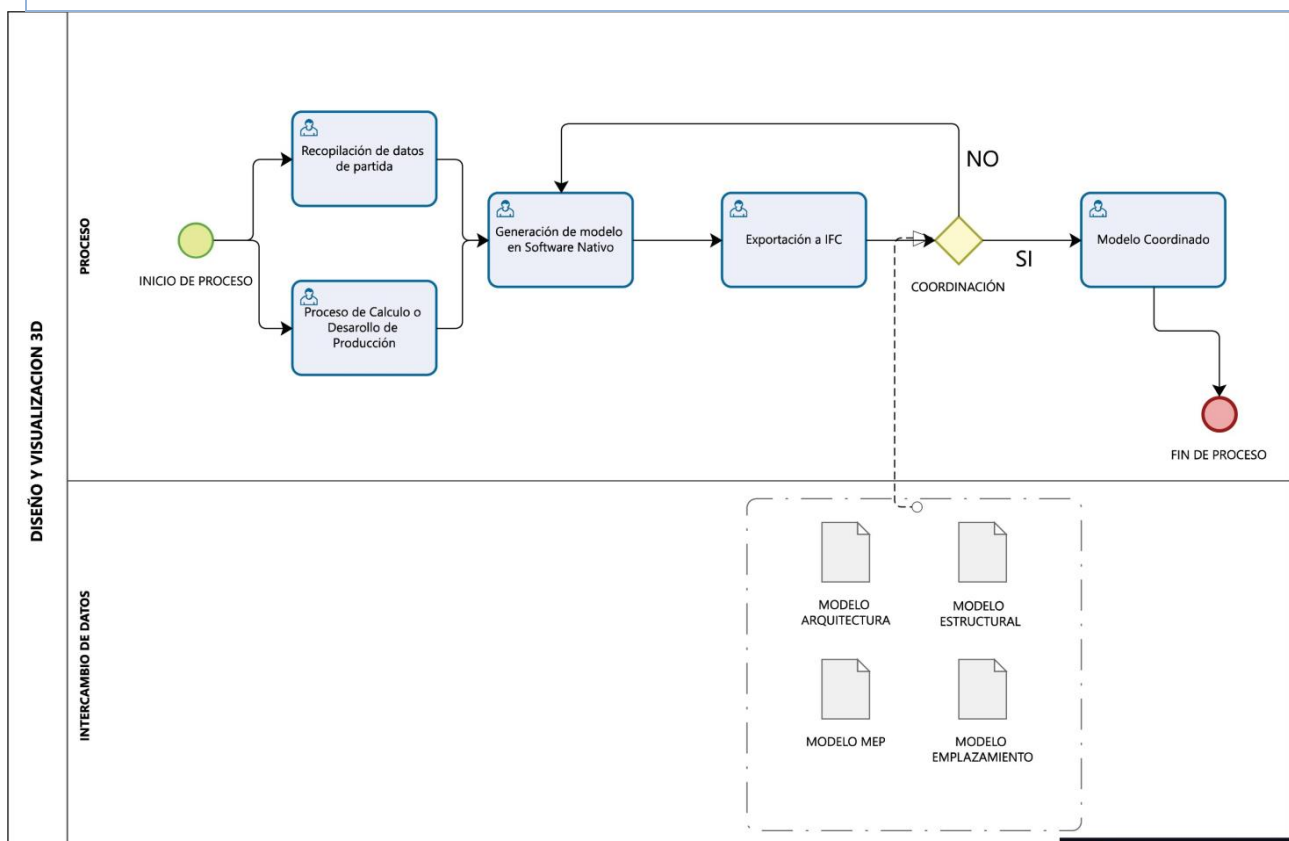 DISEÑO Y VISUALIZACION 3D
PROCESO
INICIO DE PROCESO
Recopilación de datos
de partida
Proceso de Calculo o
Desarollo de
Producción
Generación de modelo
en Software Nativo
Exportación a IFC
NO
COORDINACIÓN
SI
Modelo Coordinado
FIN DE PROCESO
INTERCAMBIO DE DATOS
MODELO
ARQUITECTURA
MODELO
ESTRUCTURAL
MODELO MEP
MODELO
EMPLAZAMIENTO